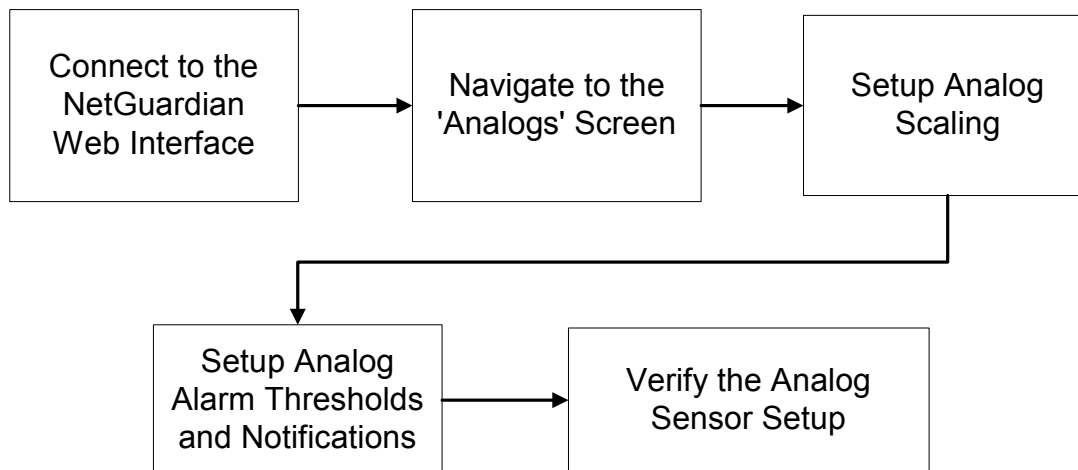 Connect to the
NetGuardian
Web Interface
Navigate to the
'Analogs' Screen
Setup Analog
Scaling
Setup Analog
Alarm Thresholds
and Notifications
Verify the Analog
Sensor Setup